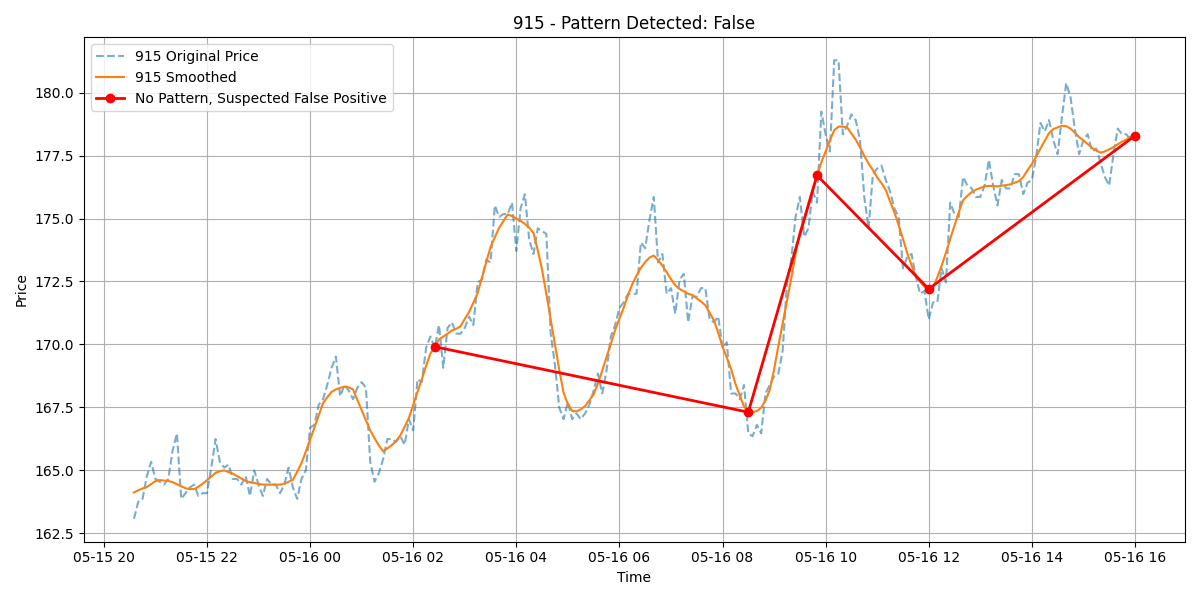 915 - Pattern Detected: False
915 Original Price
915 Smoothed
No Pattern, Suspected False Positive
Price
180.0
177.5
175.0
172.5
170.0
167.5
165.0
162.5
05-15 20 05-15 22 05-16 00 05-16 02 05-16 04 05-16 06 05-16 08 05-16 10 05-16 12 05-16 14 05-16 16
Time